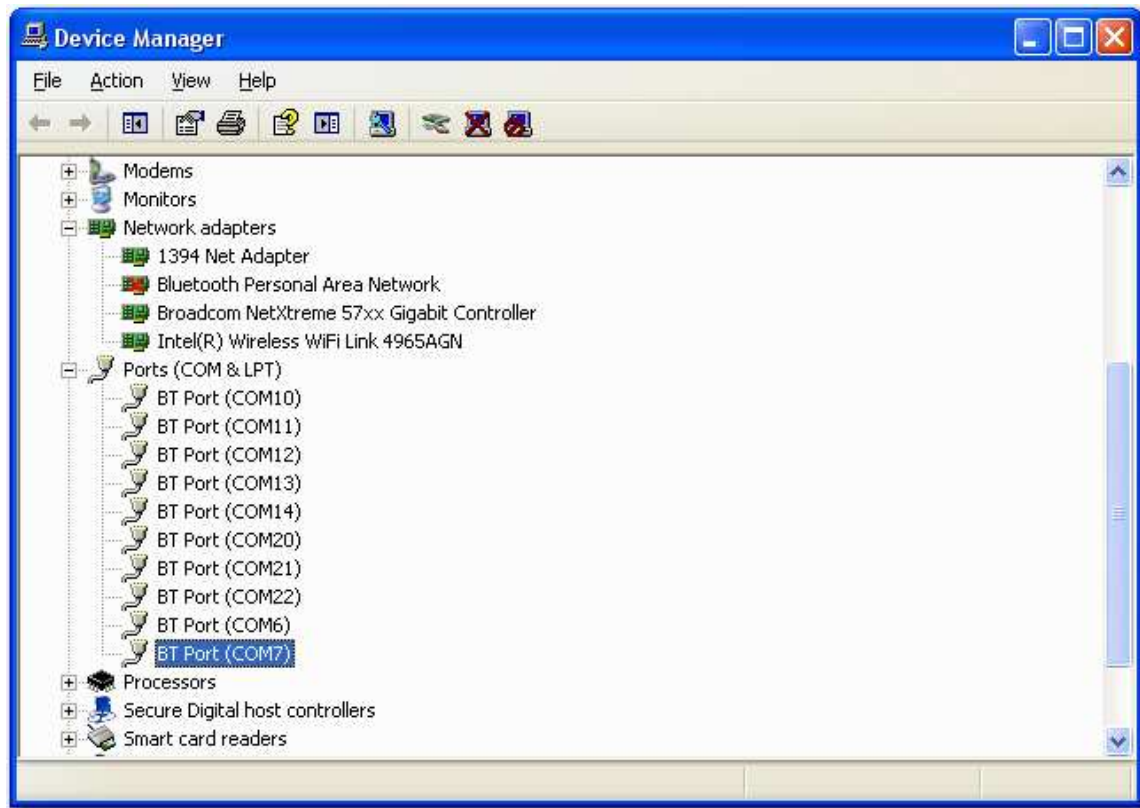 Device Manager
File Action View Help
Modems
Monitors
Network adapters
1394 Net Adapter
Bluetooth Personal Area Network
Broadcom NetXtreme 57xx Gigabit Controller
Intel(R) Wireless WiFi Link 4965AGN
Ports (COM & LPT)
BT Port (COM10)
BT Port (COM11)
BT Port (COM12)
BT Port (COM13)
BT Port (COM14)
BT Port (COM20)
BT Port (COM21)
BT Port (COM22)
BT Port (COM6)
BT Port (COM7)
Processors
Secure Digital host controllers
Smart card readers